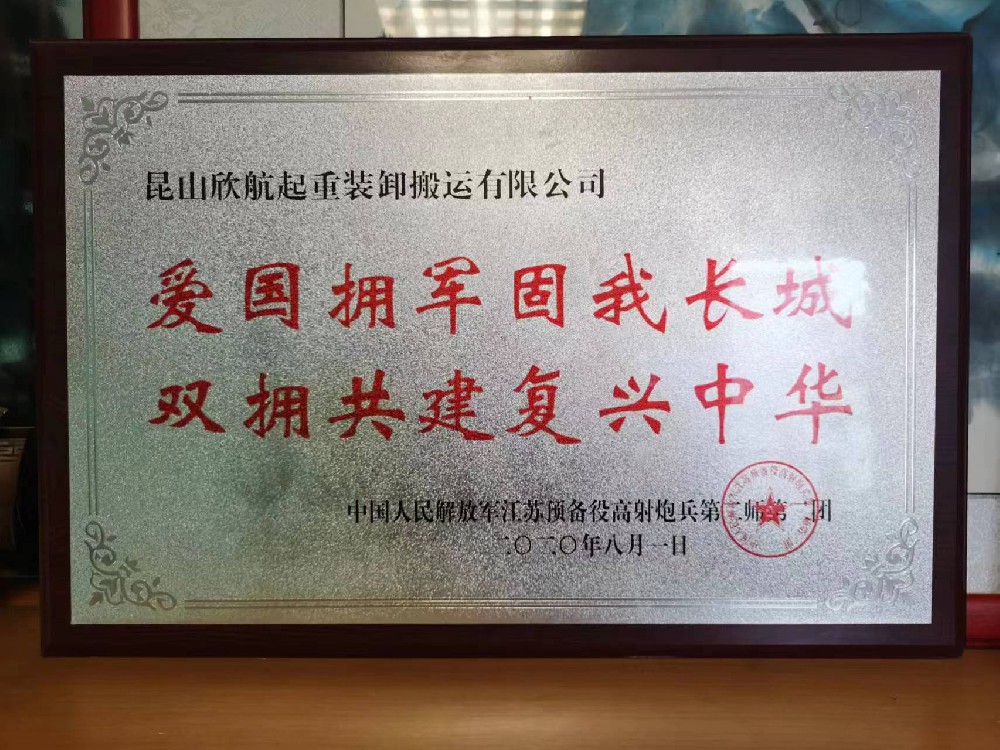 昆山欣航起重装卸搬运有限公司
爱国拥军固我长城
双拥共建复兴中华
中国人民解放军江苏预备役高射炮兵第二师第二团
二〇二〇年八月一日